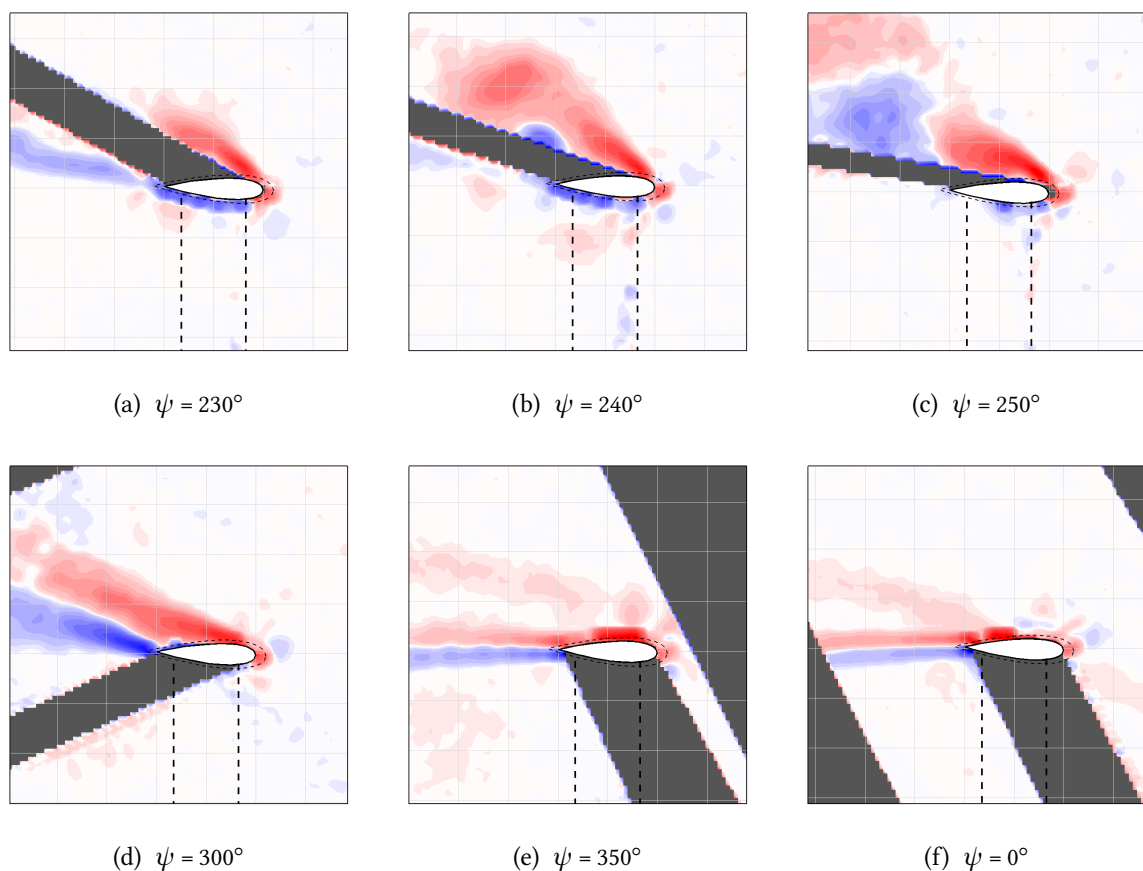 (a) ψ = 230°
(b) ψ = 240°
(c) ψ = 250°
(d) ψ = 300°
(e) ψ = 350°
(f) ψ = 0°